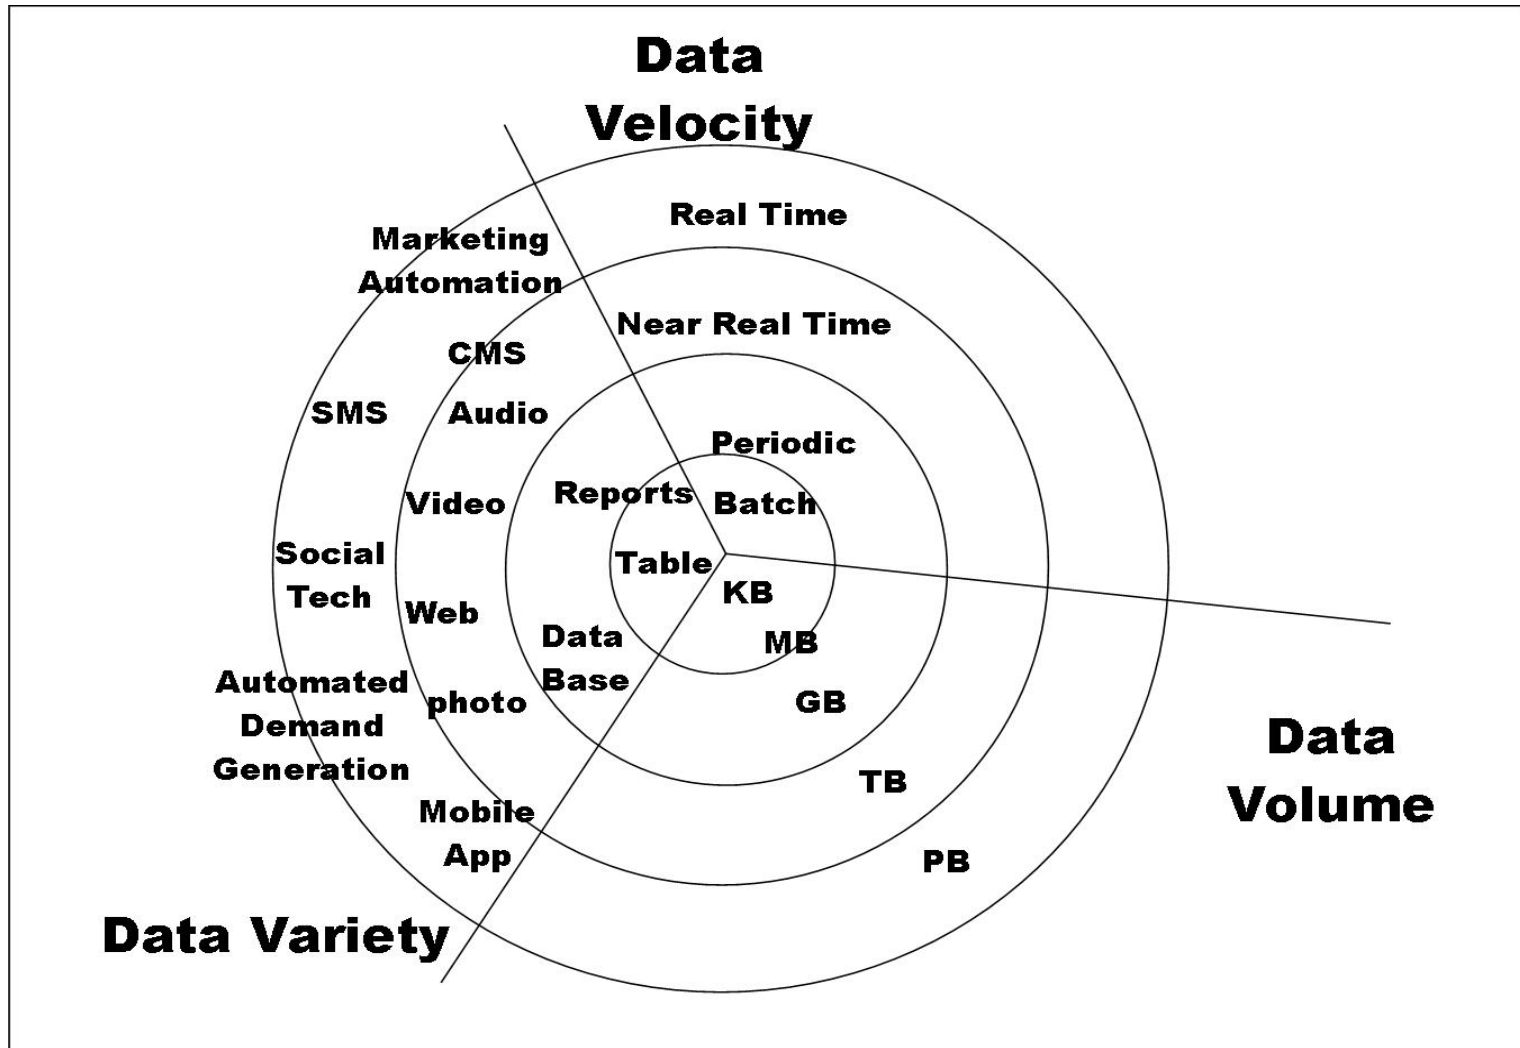 Data
Velocity
Real Time
Marketing
Automation
Near Real Time
CMS
SMS
Audio
Periodic
Reports
Batch
Video
Social
Tech
Table
KB
Web
Data
Base
MB
Automated
Demand
Generation
photo
GB
Data
Volume
TB
Mobile
App
PB
Data Variety